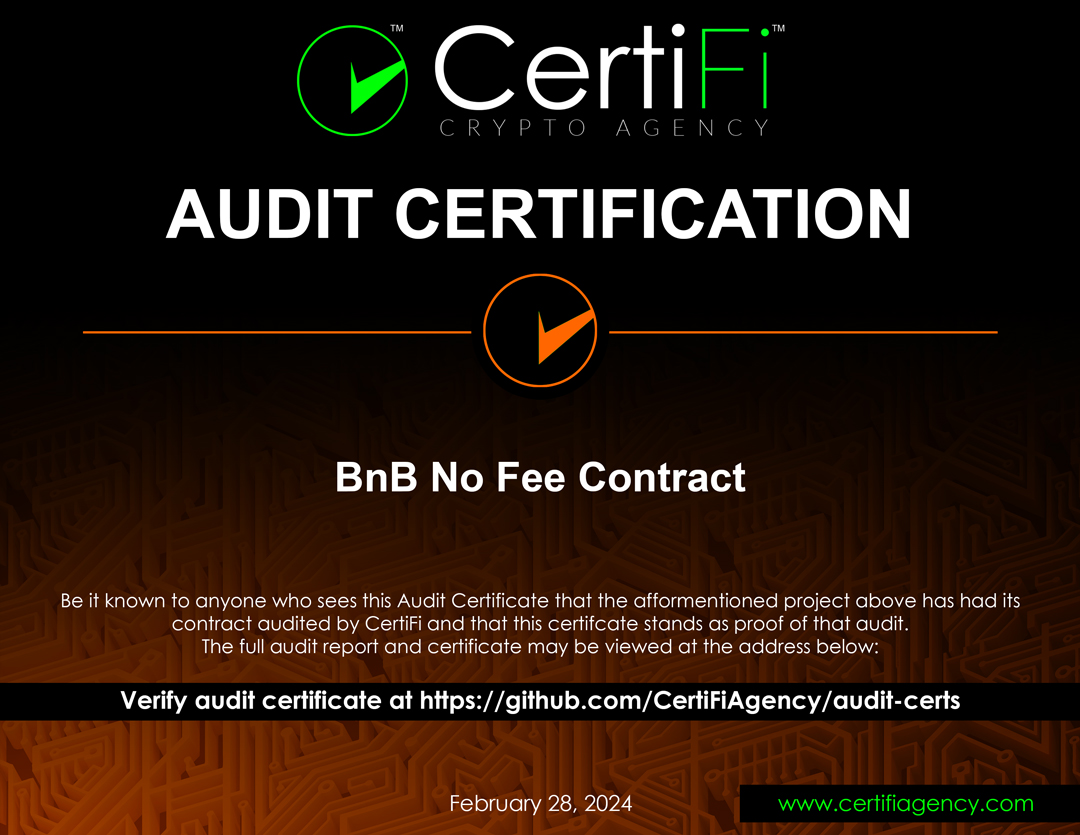 CertiFi™
™
CRYPTO AGENCY
AUDIT CERTIFICATION
BnB No Fee Contract
Be it known to anyone who sees this Audit Certificate that the afformentioned project above has had its
contract audited by CertiFi and that this certifcate stands as proof of that audit.
The full audit report and certificate may be viewed at the address below:
Verify audit certificate at https://github.com/CertiFiAgency/audit-certs
February 28, 2024
www.certifiagency.com